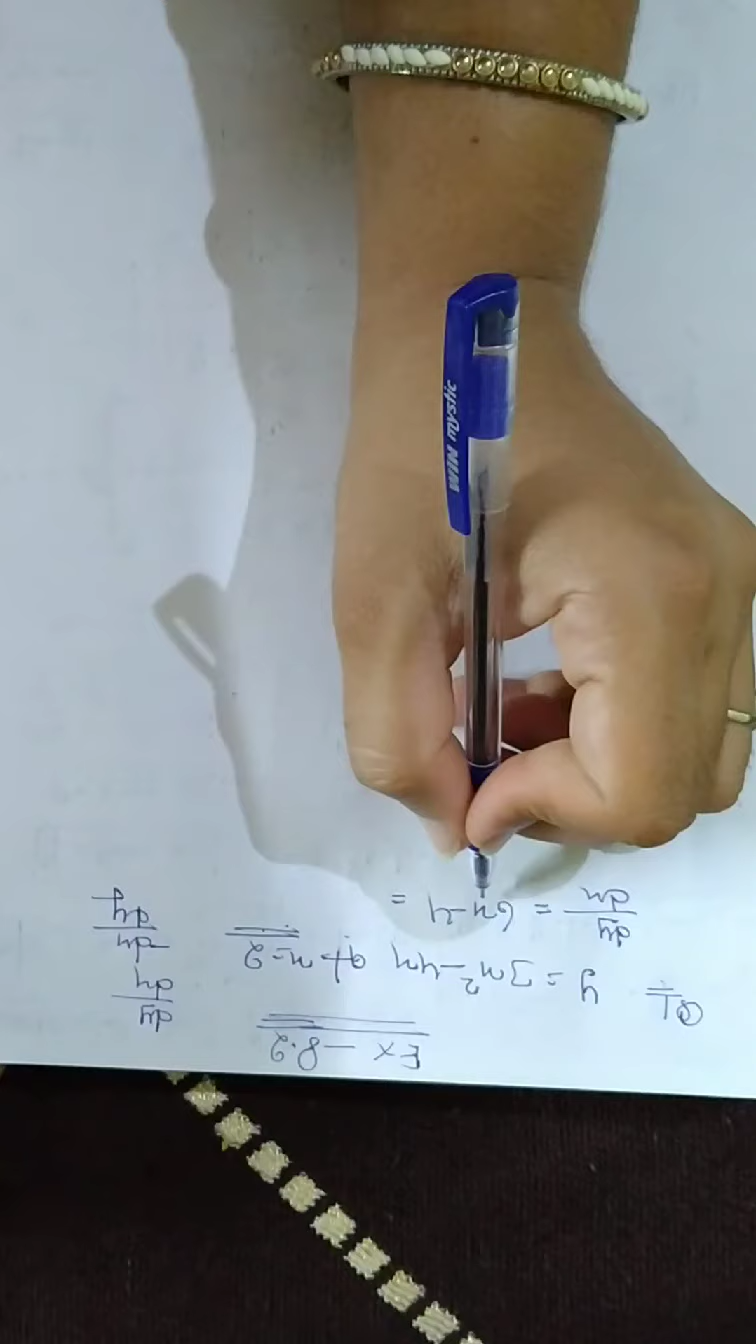 Ex - 8.2
Q1 y = 3x² - 4x at x = 2
dy/dx = 6x - 4 =
dy/dx
dx/dy
WIN mystic